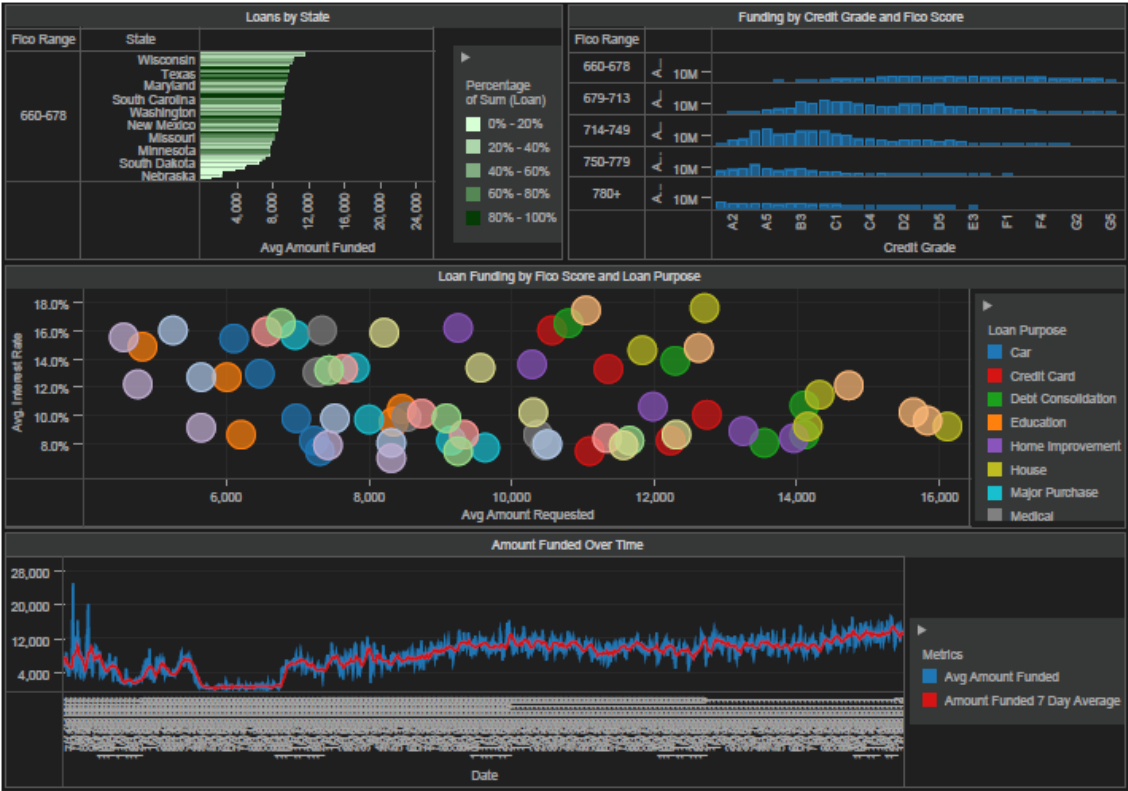 Loans by State
Fico Range
State
660-678
Wisconsin
Texas
Maryland
South Carolina
Washington
New Mexico
Missouri
Minnesota
South Dakota
Nebraska
4,000
8,000
12,000
16,000
20,000
24,000
Avg Amount Funded
Percentage
of Sum (Loan)
0% - 20%
20% - 40%
40% - 60%
60% - 80%
80% - 100%
Funding by Credit Grade and Fico Score
Fico Range
660-678
A...
10M
679-713
A...
10M
714-749
A...
10M
750-779
A...
10M
780+
A...
10M
A2
A5
B3
C1
C4
D2
D5
E3
F1
F4
G2
G5
Credit Grade
Loan Funding by Fico Score and Loan Purpose
Avg. Interest Rate
18.0%
16.0%
14.0%
12.0%
10.0%
8.0%
6,000
8,000
10,000
12,000
14,000
16,000
Avg Amount Requested
Loan Purpose
Car
Credit Card
Debt Consolidation
Education
Home Improvement
House
Major Purchase
Medical
Amount Funded Over Time
28,000
20,000
12,000
4,000
Date
Metrics
Avg Amount Funded
Amount Funded 7 Day Average